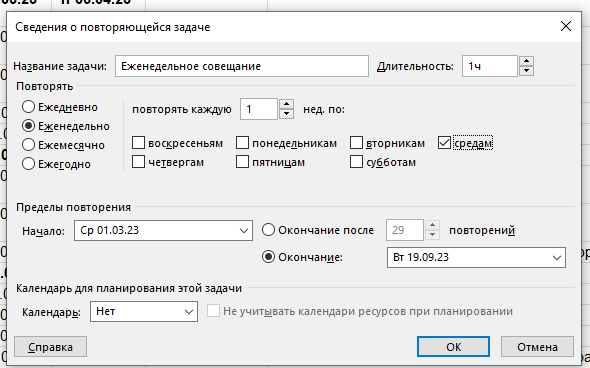 Сведения о повторяющейся задаче
Название задачи: Еженедельное совещание Длительность: 1ч
Повторять
Ежедневно
Еженедельно
Ежемесячно
Ежегодно
повторять каждую 1 нед. по:
воскресеньям понедельникам вторникам средам
четвергам пятницам субботам
Пределы повторения
Начало: Ср 01.03.23 Окончание после 29 повторений
Окончание: Вт 19.09.23
Календарь для планирования этой задачи
Календарь: Нет Не учитывать календари ресурсов при планировании
Справка ОК Отмена